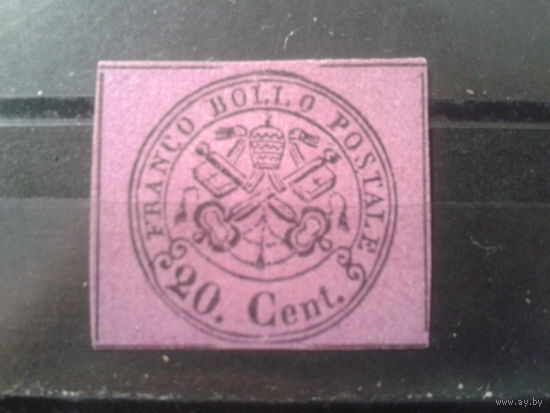 FRANCO BOLLO POSTALE
20. Cent.
© www.ay.by